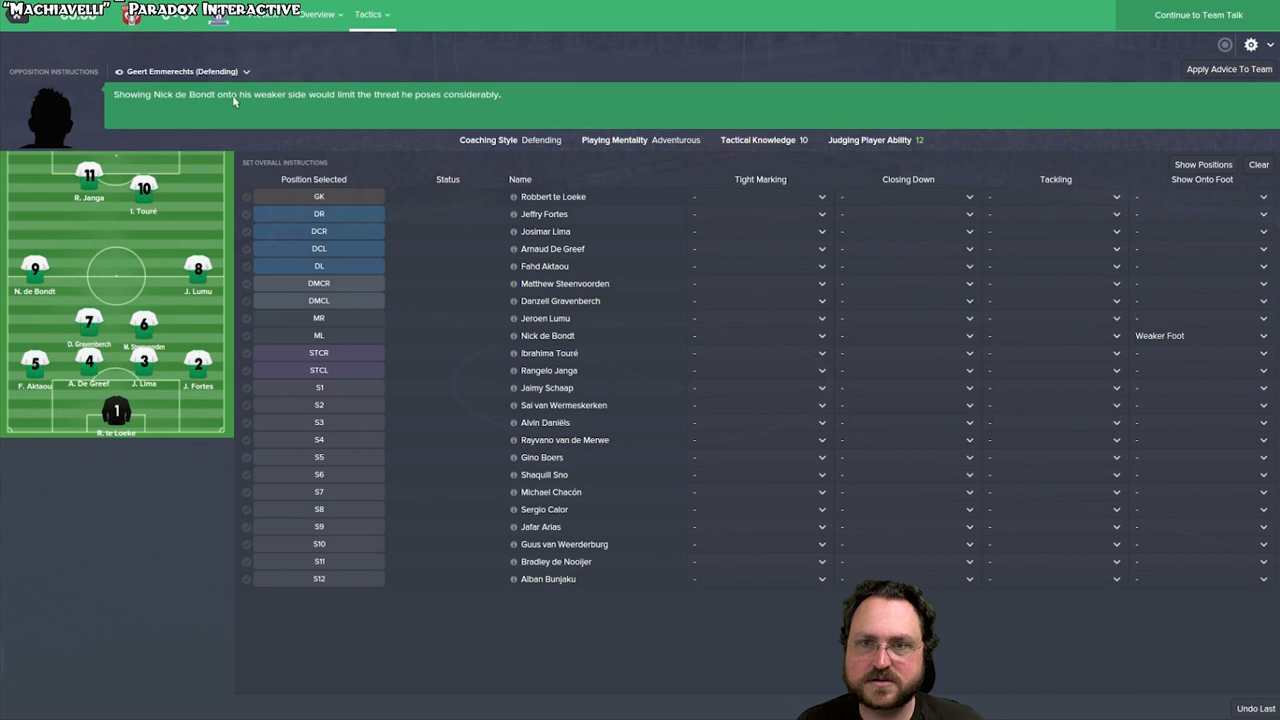 “Machiavelli” – Paradox Interactive
Overview
Tactics
Continue to Team Talk
OPPOSITION INSTRUCTIONS
Geert Emmerechts (Defending)
Apply Advice To Team
Showing Nick de Bondt onto his weaker side would limit the threat he poses considerably.
Coaching Style Defending Playing Mentality Adventurous Tactical Knowledge 10 Judging Player Ability 12
SET OVERALL INSTRUCTIONS
Show Positions Clear
Position Selected Status Name Tight Marking Closing Down Tackling Show Onto Foot
GK Robbert te Loeke - - - -
DR Jeffry Fortes - - - -
DCR Josimar Lima - - - -
DCL Arnaud De Greef - - - -
DL Fahd Aktaou - - - -
DMCR Matthew Steenvoorden - - - -
DMCL Danzell Gravenberch - - - -
MR Jeroen Lumu - - - -
ML Nick de Bondt - - - Weaker Foot
STCR Ibrahima Touré - - - -
STCL Rangelo Janga - - - -
S1 Jaimy Schaap - - - -
S2 Sai van Wermeskerken - - - -
S3 Alvin Daniëls - - - -
S4 Rayvano van de Merwe - - - -
S5 Gino Boers - - - -
S6 Shaquill Sno - - - -
S7 Michael Chacón - - - -
S8 Sergio Calor - - - -
S9 Jafar Arias - - - -
S10 Guus van Weerderburg - - - -
S11 Bradley de Nooijer - - - -
S12 Alban Bunjaku - - - -
11
R. Janga
10
I. Touré
9
N. de Bondt
8
J. Lumu
7
D. Gravenberch
6
M. Steenvoorden
5
F. Aktaou
4
A. De Greef
3
J. Lima
2
J. Fortes
1
R. te Loeke
Undo Last